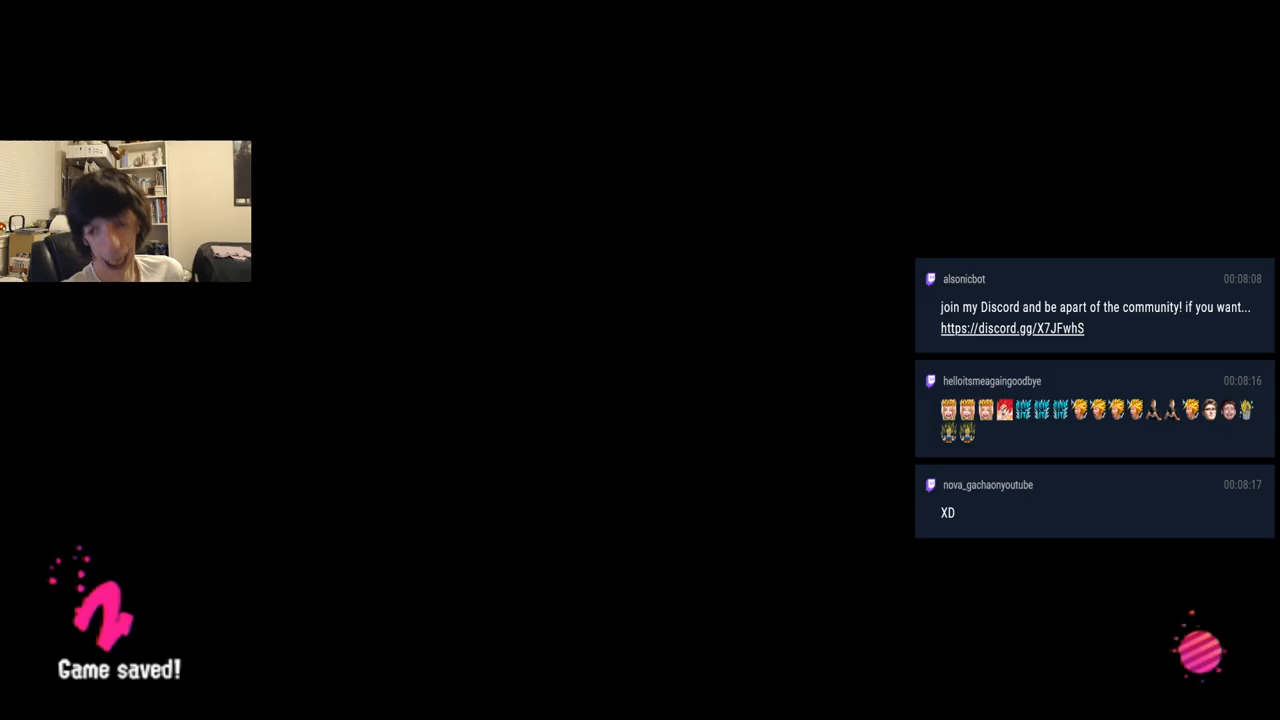 alsonicbot 00:08:08
join my Discord and be apart of the community! if you want...
https://discord.gg/X7JFwhS
helloitsmeagaingoodbye 00:08:16
nova_gachaonyoutube 00:08:17
XD
Game saved!